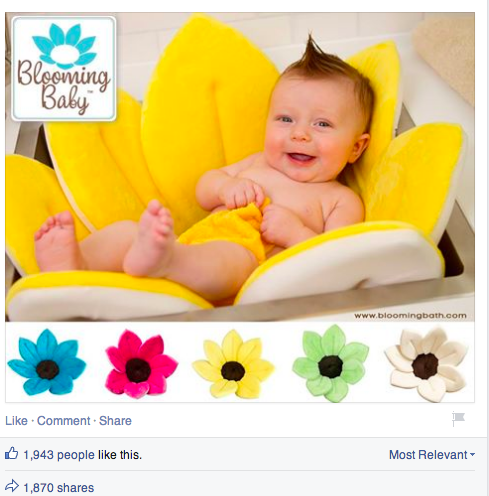 Blooming
Baby™
www.bloomingbath.com
Like · Comment · Share
1,943 people like this.
Most Relevant
1,870 shares